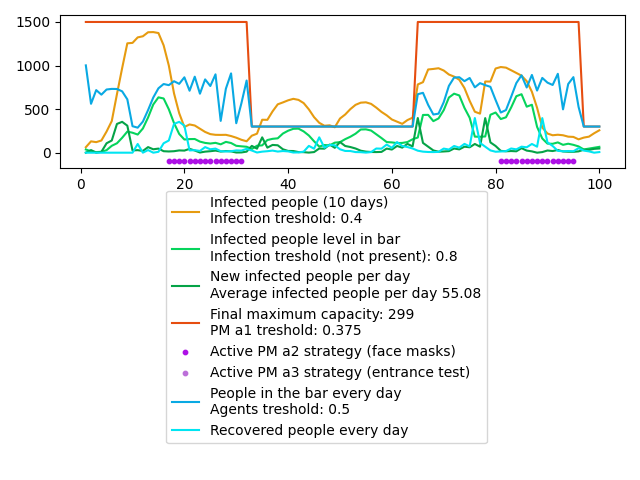 1500
1000
500
0
0
20
40
60
80
100
Infected people (10 days)
Infection treshold: 0.4
Infected people level in bar
Infection treshold (not present): 0.8
New infected people per day
Average infected people per day 55.08
Final maximum capacity: 299
PM a1 treshold: 0.375
Active PM a2 strategy (face masks)
Active PM a3 strategy (entrance test)
People in the bar every day
Agents treshold: 0.5
Recovered people every day